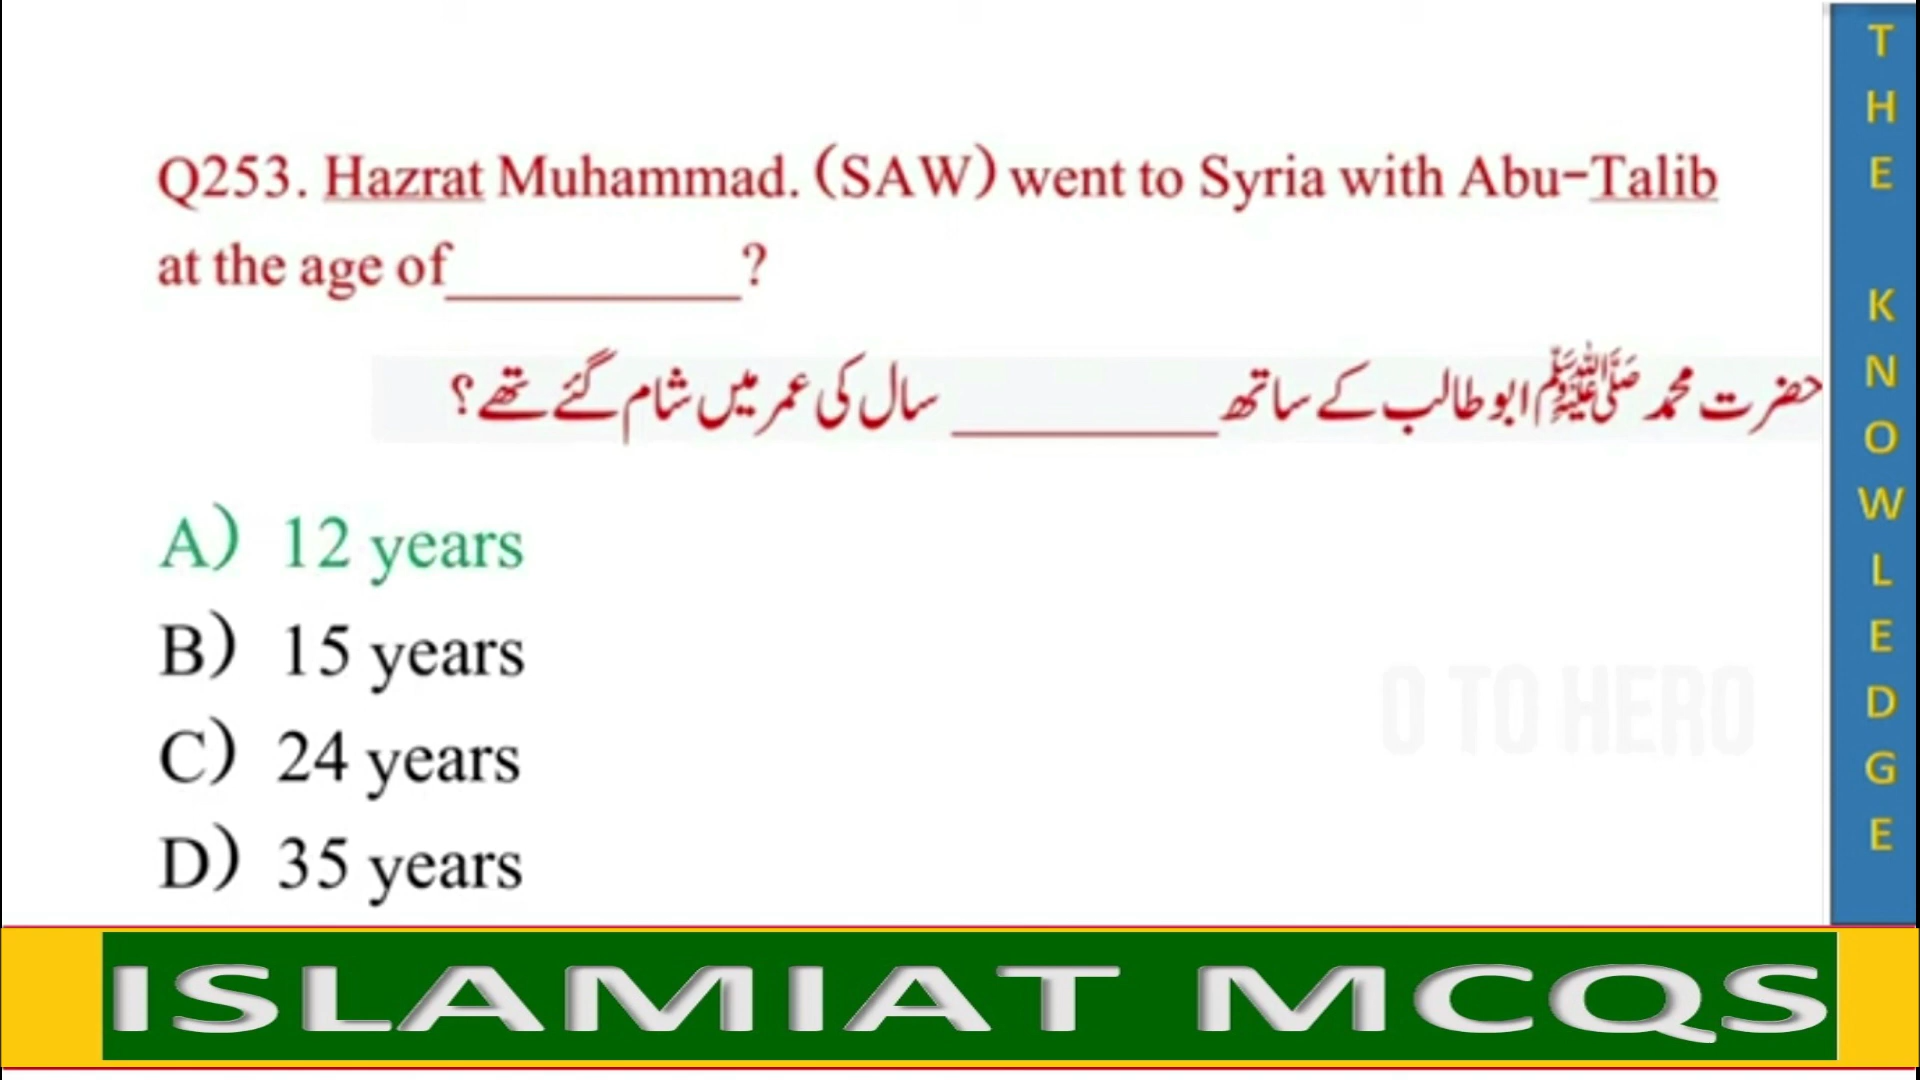 Q253. Hazrat Muhammad. (SAW) went to Syria with Abu-Talib
at the age of__________?
حضرت محمد ﷺ ابو طالب کے ساتھ __________ سال کی عمر میں شام گئے تھے؟
A) 12 years
B) 15 years
C) 24 years
D) 35 years
0 TO HERO
THE KNOWLEDGE
ISLAMIAT MCQS